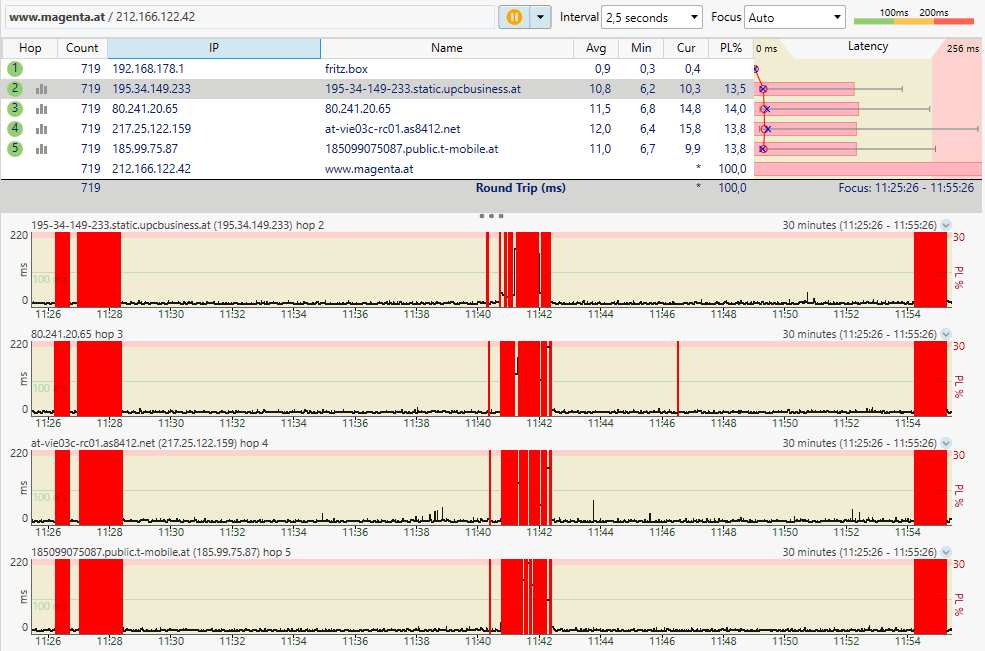 www.magenta.at / 212.166.122.42 Interval 2,5 seconds Focus Auto 100ms 200ms
Hop Count IP Name Avg Min Cur PL% 0 ms Latency 256 ms
1 719 192.168.178.1 fritz.box 0,9 0,3 0,4
2 719 195.34.149.233 195-34-149-233.static.upcbusiness.at 10,8 6,2 10,3 13,5
3 719 80.241.20.65 80.241.20.65 11,5 6,8 14,8 14,0
4 719 217.25.122.159 at-vie03c-rc01.as8412.net 12,0 6,4 15,8 13,8
5 719 185.99.75.87 185099075087.public.t-mobile.at 11,0 6,7 9,9 13,8
719 212.166.122.42 www.magenta.at * 100,0
719 Round Trip (ms) * 100,0 Focus: 11:25:26 - 11:55:26
195-34-149-233.static.upcbusiness.at (195.34.149.233) hop 2 30 minutes (11:25:26 - 11:55:26)
220 30
ms PL %
100 ms
0
11:26 11:28 11:30 11:32 11:34 11:36 11:38 11:40 11:42 11:44 11:46 11:48 11:50 11:52 11:54
80.241.20.65 hop 3 30 minutes (11:25:26 - 11:55:26)
220 30
ms PL %
100 ms
0
11:26 11:28 11:30 11:32 11:34 11:36 11:38 11:40 11:42 11:44 11:46 11:48 11:50 11:52 11:54
at-vie03c-rc01.as8412.net (217.25.122.159) hop 4 30 minutes (11:25:26 - 11:55:26)
220 30
ms PL %
100 ms
0
11:26 11:28 11:30 11:32 11:34 11:36 11:38 11:40 11:42 11:44 11:46 11:48 11:50 11:52 11:54
185099075087.public.t-mobile.at (185.99.75.87) hop 5 30 minutes (11:25:26 - 11:55:26)
220 30
ms PL %
100 ms
0
11:26 11:28 11:30 11:32 11:34 11:36 11:38 11:40 11:42 11:44 11:46 11:48 11:50 11:52 11:54